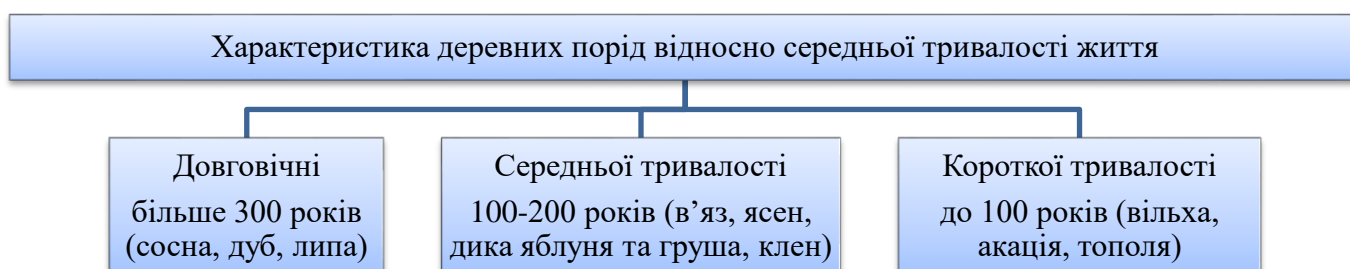 Характеристика деревних порід відносно середньої тривалості життя
Довговічні
більше 300 років
(сосна, дуб, липа)
Середньої тривалості
100-200 років (в’яз, ясен,
дика яблуня та груша, клен)
Короткої тривалості
до 100 років (вільха,
акація, тополя)